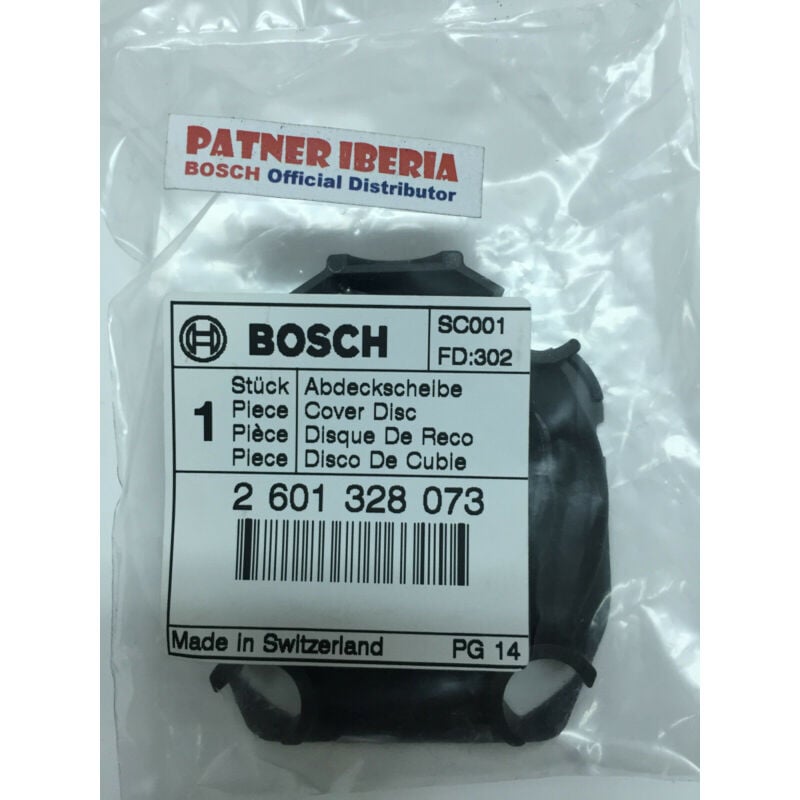 PATNER IBERIA
BOSCH Official Distributor
BOSCH
SC001
FD:302
1
Stück Abdeckscheibe
Piece Cover Disc
Pièce Disque De Reco
Piece Disco De Cubie
2 601 328 073
Made in Switzerland PG 14